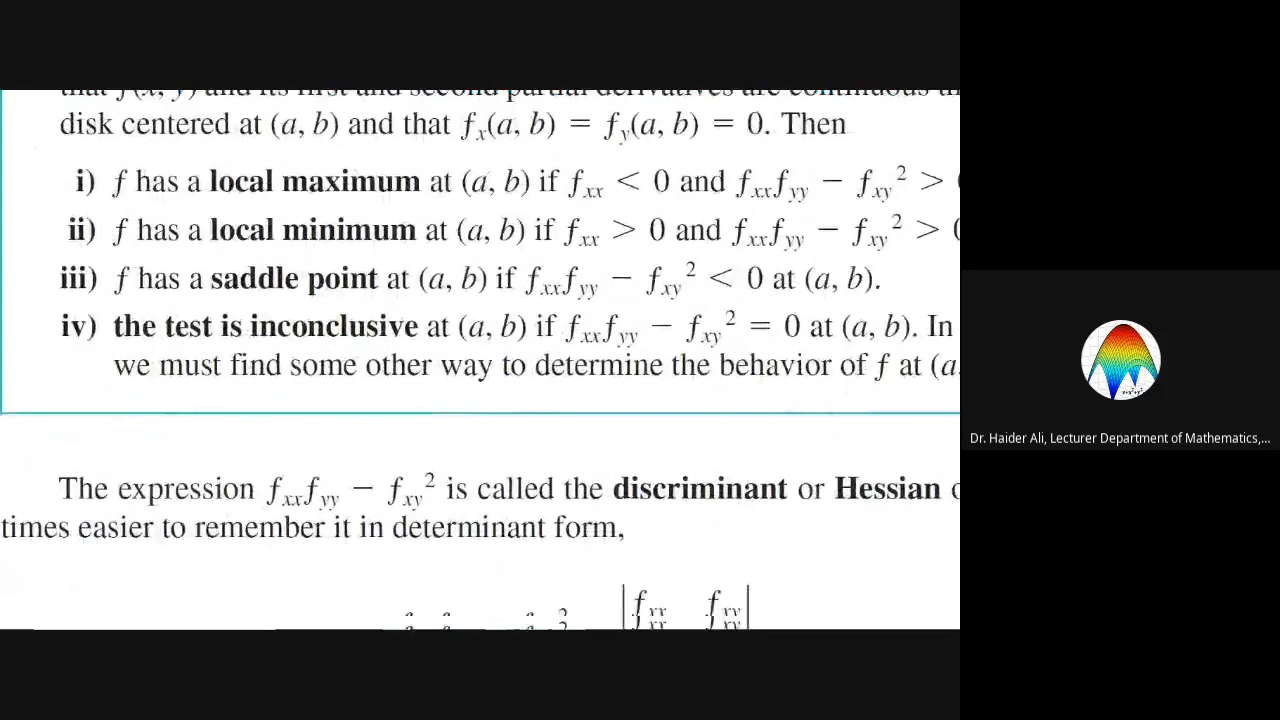 that f(x, y) and its first and second partial derivatives are continuous
disk centered at (a, b) and that fₓ(a, b) = f_y(a, b) = 0. Then
i) f has a local maximum at (a, b) if f_xx < 0 and f_xx f_yy − f_xy² >
ii) f has a local minimum at (a, b) if f_xx > 0 and f_xx f_yy − f_xy² > 0
iii) f has a saddle point at (a, b) if f_xx f_yy − f_xy² < 0 at (a, b).
iv) the test is inconclusive at (a, b) if f_xx f_yy − f_xy² = 0 at (a, b). In
we must find some other way to determine the behavior of f at (a,
The expression f_xx f_yy − f_xy² is called the discriminant or Hessian
times easier to remember it in determinant form,
|f_xx f_xy|
Dr. Haider Ali, Lecturer Department of Mathematics,...